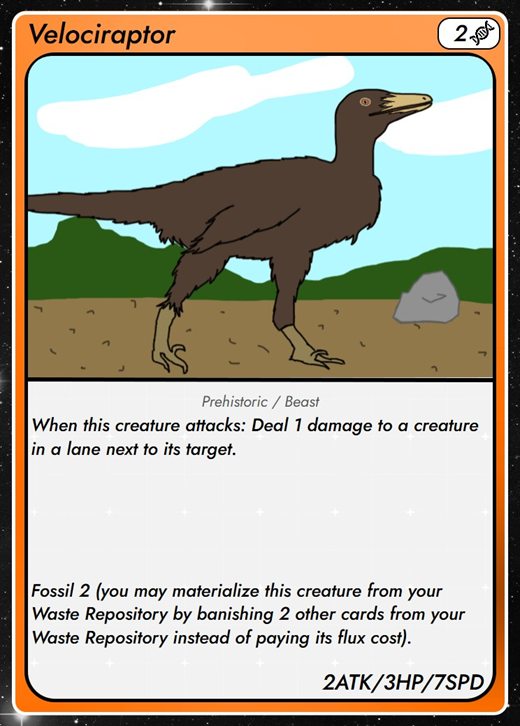 Velociraptor
2
Prehistoric / Beast
When this creature attacks: Deal 1 damage to a creature
in a lane next to its target.
Fossil 2 (you may materialize this creature from your
Waste Repository by banishing 2 other cards from your
Waste Repository instead of paying its flux cost).
2ATK/3HP/7SPD